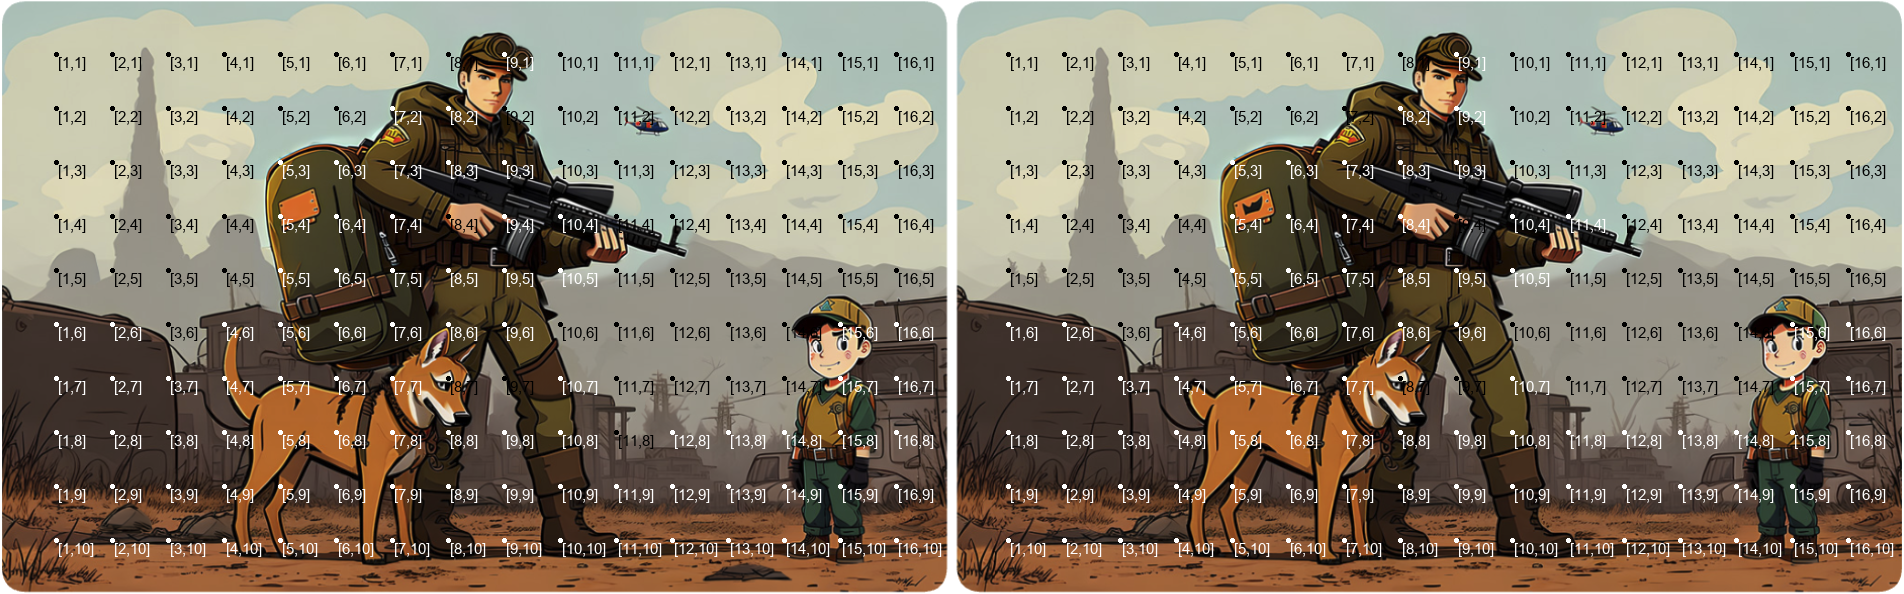 [1,1] [2,1] [3,1] [4,1] [5,1] [6,1] [7,1] [8,1] [9,1] [10,1] [11,1] [12,1] [13,1] [14,1] [15,1] [16,1] [1,1] [2,1] [3,1] [4,1] [5,1] [6,1] [7,1] [8,1] [9,1] [10,1] [11,1] [12,1] [13,1] [14,1] [15,1] [16,1]
[1,2] [2,2] [3,2] [4,2] [5,2] [6,2] [7,2] [8,2] [9,2] [10,2] [11,2] [12,2] [13,2] [14,2] [15,2] [16,2] [1,2] [2,2] [3,2] [4,2] [5,2] [6,2] [7,2] [8,2] [9,2] [10,2] [11,2] [12,2] [13,2] [14,2] [15,2] [16,2]
[1,3] [2,3] [3,3] [4,3] [5,3] [6,3] [7,3] [8,3] [9,3] [10,3] [11,3] [12,3] [13,3] [14,3] [15,3] [16,3] [1,3] [2,3] [3,3] [4,3] [5,3] [6,3] [7,3] [8,3] [9,3] [10,3] [11,3] [12,3] [13,3] [14,3] [15,3] [16,3]
[1,4] [2,4] [3,4] [4,4] [5,4] [6,4] [7,4] [8,4] [9,4] [10,4] [11,4] [12,4] [13,4] [14,4] [15,4] [16,4] [1,4] [2,4] [3,4] [4,4] [5,4] [6,4] [7,4] [8,4] [9,4] [10,4] [11,4] [12,4] [13,4] [14,4] [15,4] [16,4]
[1,5] [2,5] [3,5] [4,5] [5,5] [6,5] [7,5] [8,5] [9,5] [10,5] [11,5] [12,5] [13,5] [14,5] [15,5] [16,5] [1,5] [2,5] [3,5] [4,5] [5,5] [6,5] [7,5] [8,5] [9,5] [10,5] [11,5] [12,5] [13,5] [14,5] [15,5] [16,5]
[1,6] [2,6] [3,6] [4,6] [5,6] [6,6] [7,6] [8,6] [9,6] [10,6] [11,6] [12,6] [13,6] [14,6] [15,6] [16,6] [1,6] [2,6] [3,6] [4,6] [5,6] [6,6] [7,6] [8,6] [9,6] [10,6] [11,6] [12,6] [13,6] [14,6] [15,6] [16,6]
[1,7] [2,7] [3,7] [4,7] [5,7] [6,7] [7,7] [8,7] [9,7] [10,7] [11,7] [12,7] [13,7] [14,7] [15,7] [16,7] [1,7] [2,7] [3,7] [4,7] [5,7] [6,7] [7,7] [8,7] [9,7] [10,7] [11,7] [12,7] [13,7] [14,7] [15,7] [16,7]
[1,8] [2,8] [3,8] [4,8] [5,8] [6,8] [7,8] [8,8] [9,8] [10,8] [11,8] [12,8] [13,8] [14,8] [15,8] [16,8] [1,8] [2,8] [3,8] [4,8] [5,8] [6,8] [7,8] [8,8] [9,8] [10,8] [11,8] [12,8] [13,8] [14,8] [15,8] [16,8]
[1,9] [2,9] [3,9] [4,9] [5,9] [6,9] [7,9] [8,9] [9,9] [10,9] [11,9] [12,9] [13,9] [14,9] [15,9] [16,9] [1,9] [2,9] [3,9] [4,9] [5,9] [6,9] [7,9] [8,9] [9,9] [10,9] [11,9] [12,9] [13,9] [14,9] [15,9] [16,9]
[1,10] [2,10] [3,10] [4,10] [5,10] [6,10] [7,10] [8,10] [9,10] [10,10] [11,10] [12,10] [13,10] [14,10] [15,10] [16,10] [1,10] [2,10] [3,10] [4,10] [5,10] [6,10] [7,10] [8,10] [9,10] [10,10] [11,10] [12,10] [13,10] [14,10] [15,10] [16,10]